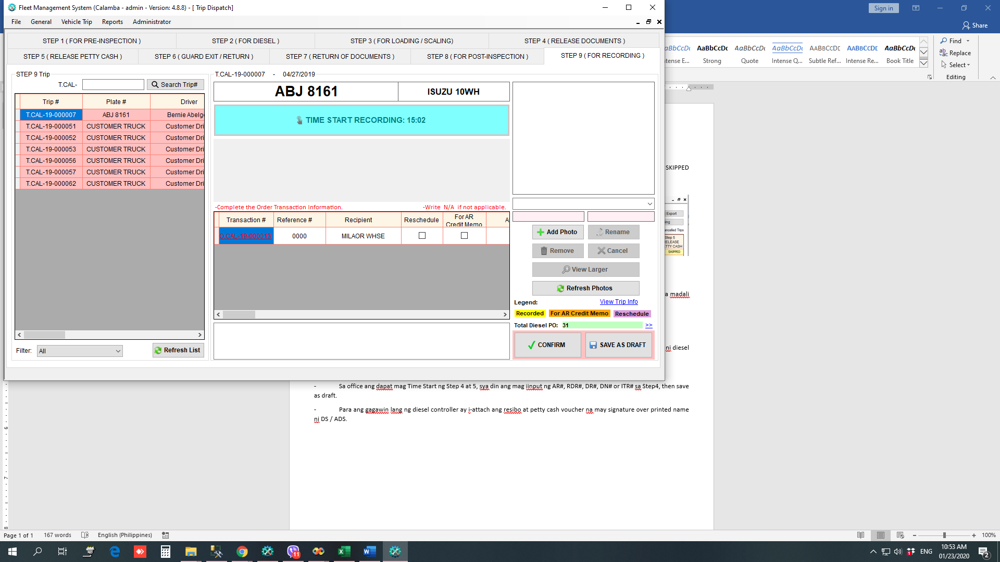 Fleet Management System (Calamba - admin - Version: 4.8.8) - [ Trip Dispatch]
Sign in
File General Vehicle Trip Reports Administrator
Share
STEP 1 ( FOR PRE-INSPECTION ) STEP 2 ( FOR DIESEL ) STEP 3 ( FOR LOADING / SCALING) STEP 4 ( RELEASE DOCUMENTS )
STEP 5 ( RELEASE PETTY CASH ) STEP 6 ( GUARD EXIT / RETURN ) STEP 7 ( RETURN OF DOCUMENTS ) STEP 8 ( FOR POST-INSPECTION ) STEP 9 ( FOR RECORDING )
AaBbCcDc AaBbCcDc AaBbCcDc AaBbCcDc AABBCCDE AABBCCDE AaBbCcDc
Strong Quote Intense Q... Subtle Ref... Intense Re... Book Title
Find
Replace
Select
Editing
STEP 9 Trip
T.CAL- Search Trip#
Trip # Plate # Driver
T.CAL-19-000007 ABJ 8161 Bernie Abelg
T.CAL-19-000051 CUSTOMER TRUCK Customer Dri
T.CAL-19-000052 CUSTOMER TRUCK Customer Dri
T.CAL-19-000053 CUSTOMER TRUCK Customer Dri
T.CAL-19-000056 CUSTOMER TRUCK Customer Dri
T.CAL-19-000057 CUSTOMER TRUCK Customer Dri
T.CAL-19-000062 CUSTOMER TRUCK Customer Dri
Filter: All Refresh List
T.CAL-19-000007 - 04/27/2019
ABJ 8161 ISUZU 10WH
TIME START RECORDING: 15:02
-Complete the Order Transaction Information. -Write N/A if not applicable.
Transaction # Reference # Recipient Reschedule For AR Credit Memo A
O.CAL-19-000013 0000 MILAOR WHSE
Add Photo Rename
Remove Cancel
View Larger
Refresh Photos
Legend: View Trip Info
Recorded For AR Credit Memo Reschedule
Total Diesel PO: 31 >>
CONFIRM SAVE AS DRAFT
SKIPPED
Export
Step 5
RELEASE
SKIPPED
a madali
ni diesel
- Sa office ang dapat mag Time Start ng Step 4 at 5, sya din ang mag iinput ng AR#, RDR#, DR#, DN# or ITR# sa Step4, then save
as draft.
- Para ang gagawin lang ng diesel controller ay i-attach ang resibo at petty cash voucher na may signature over printed name
ni DS / ADS.
6
7
8
Page 1 of 1 167 words English (Philippines) 100%
11
1
ENG
10:53 AM
01/23/2020
2